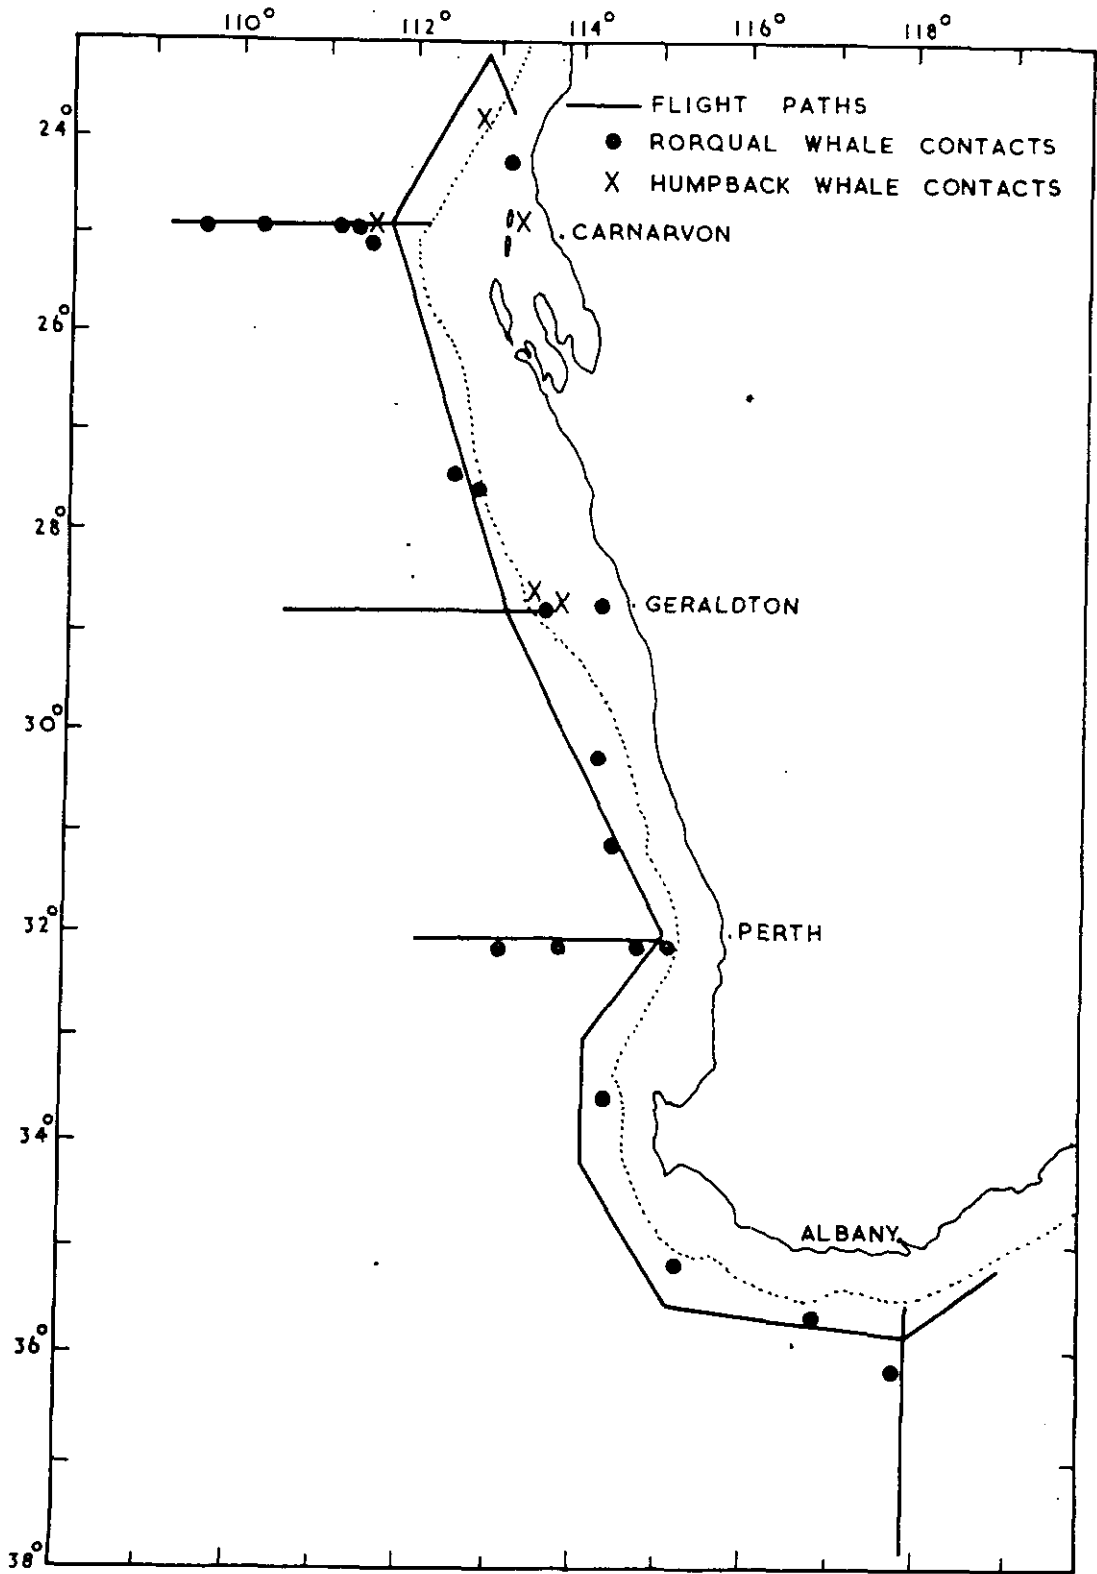 110° 112° 114° 116° 118°
FLIGHT PATHS
24°
RORQUAL WHALE CONTACTS
X HUMPBACK WHALE CONTACTS
.CARNARVON
26°
28°
GERALDTON
30°
32°
.PERTH
34°
ALBANY
36°
38°